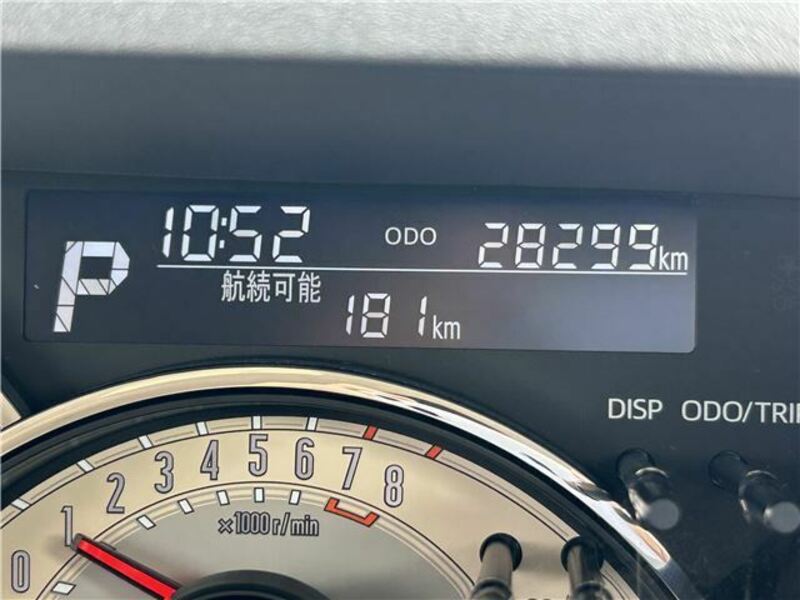 P 10:52 ODO 28299km
航続可能
181km
DISP ODO/TRI
0 1 2 3 4 5 6 7 8
×1000r/min